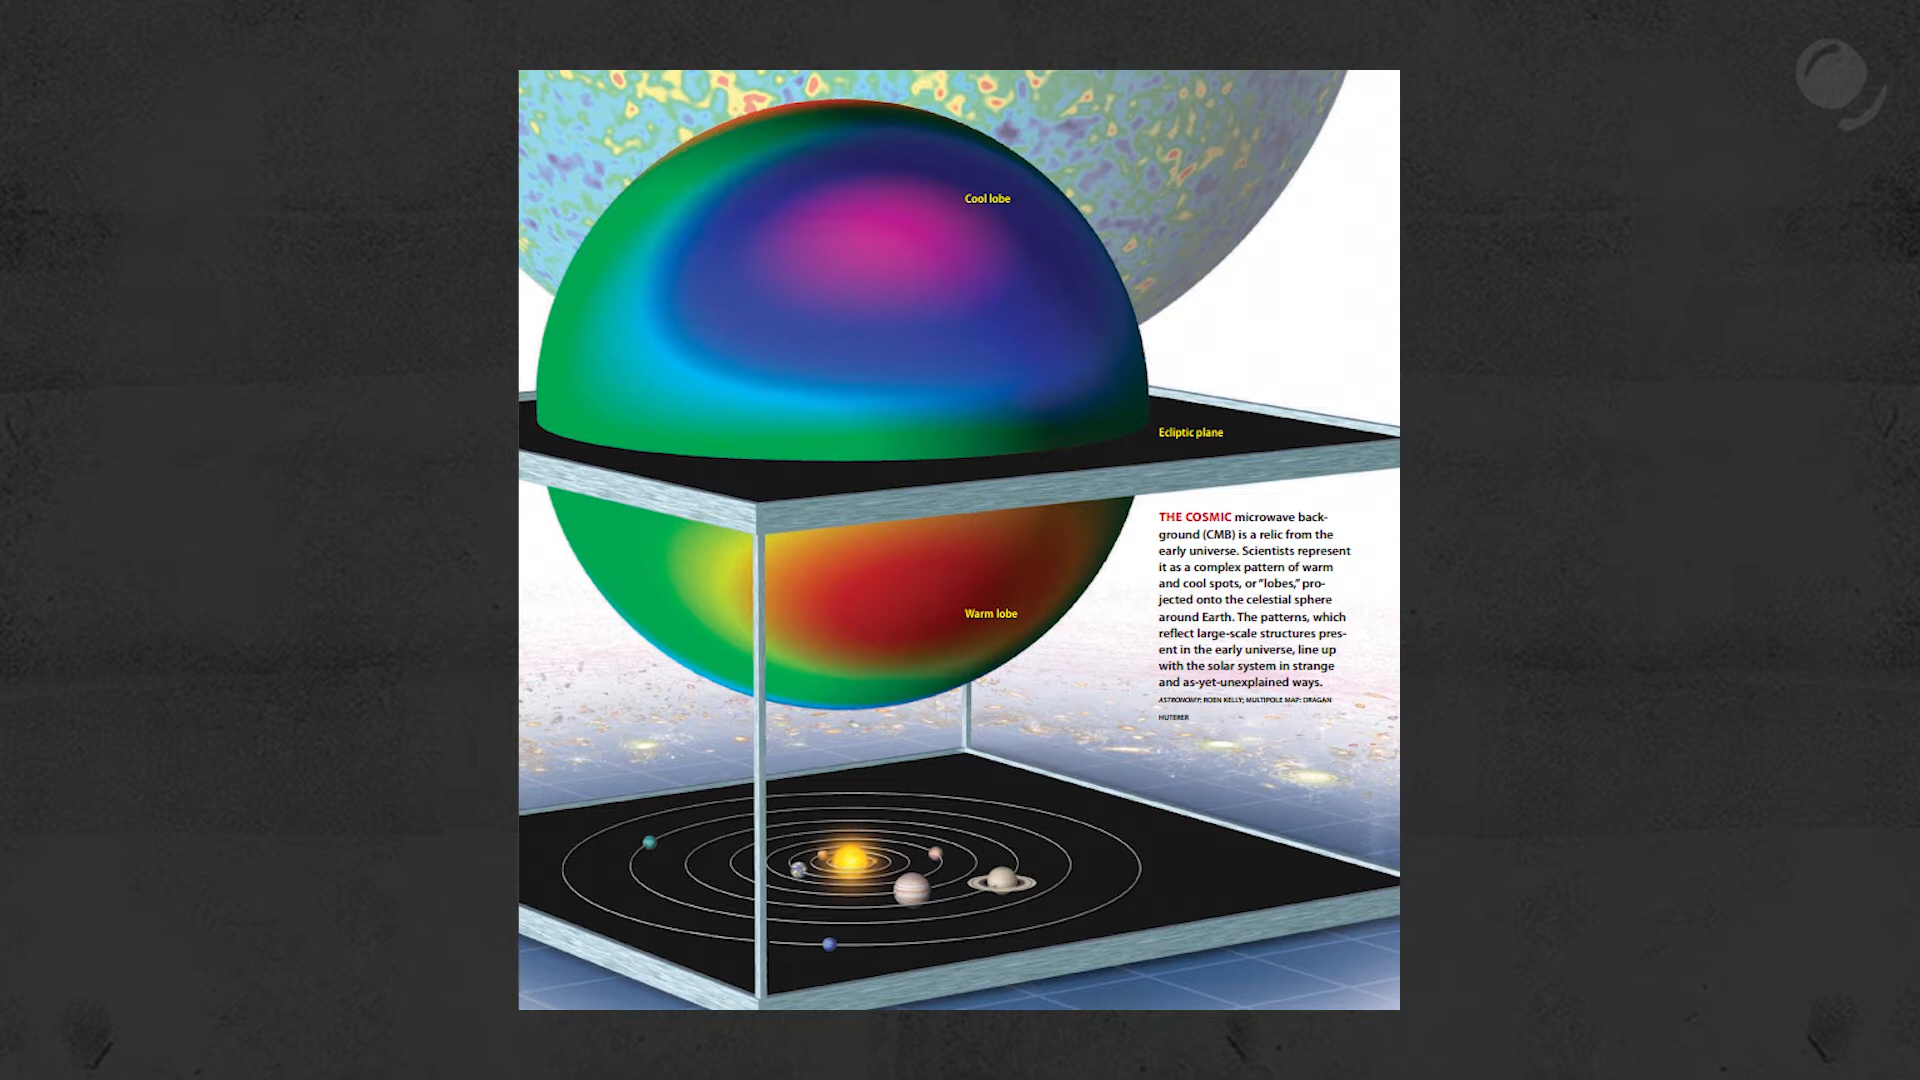 Cool lobe
Ecliptic plane
THE COSMIC microwave back-
ground (CMB) is a relic from the
early universe. Scientists represent
it as a complex pattern of warm
and cool spots, or “lobes,” pro-
jected onto the celestial sphere
around Earth. The patterns, which
reflect large-scale structures pres-
ent in the early universe, line up
with the solar system in strange
and as-yet-unexplained ways.
ASTRONOMY: ROEN KELLY; MULTIPOLE MAP: DRAGAN
HUTERER
Warm lobe